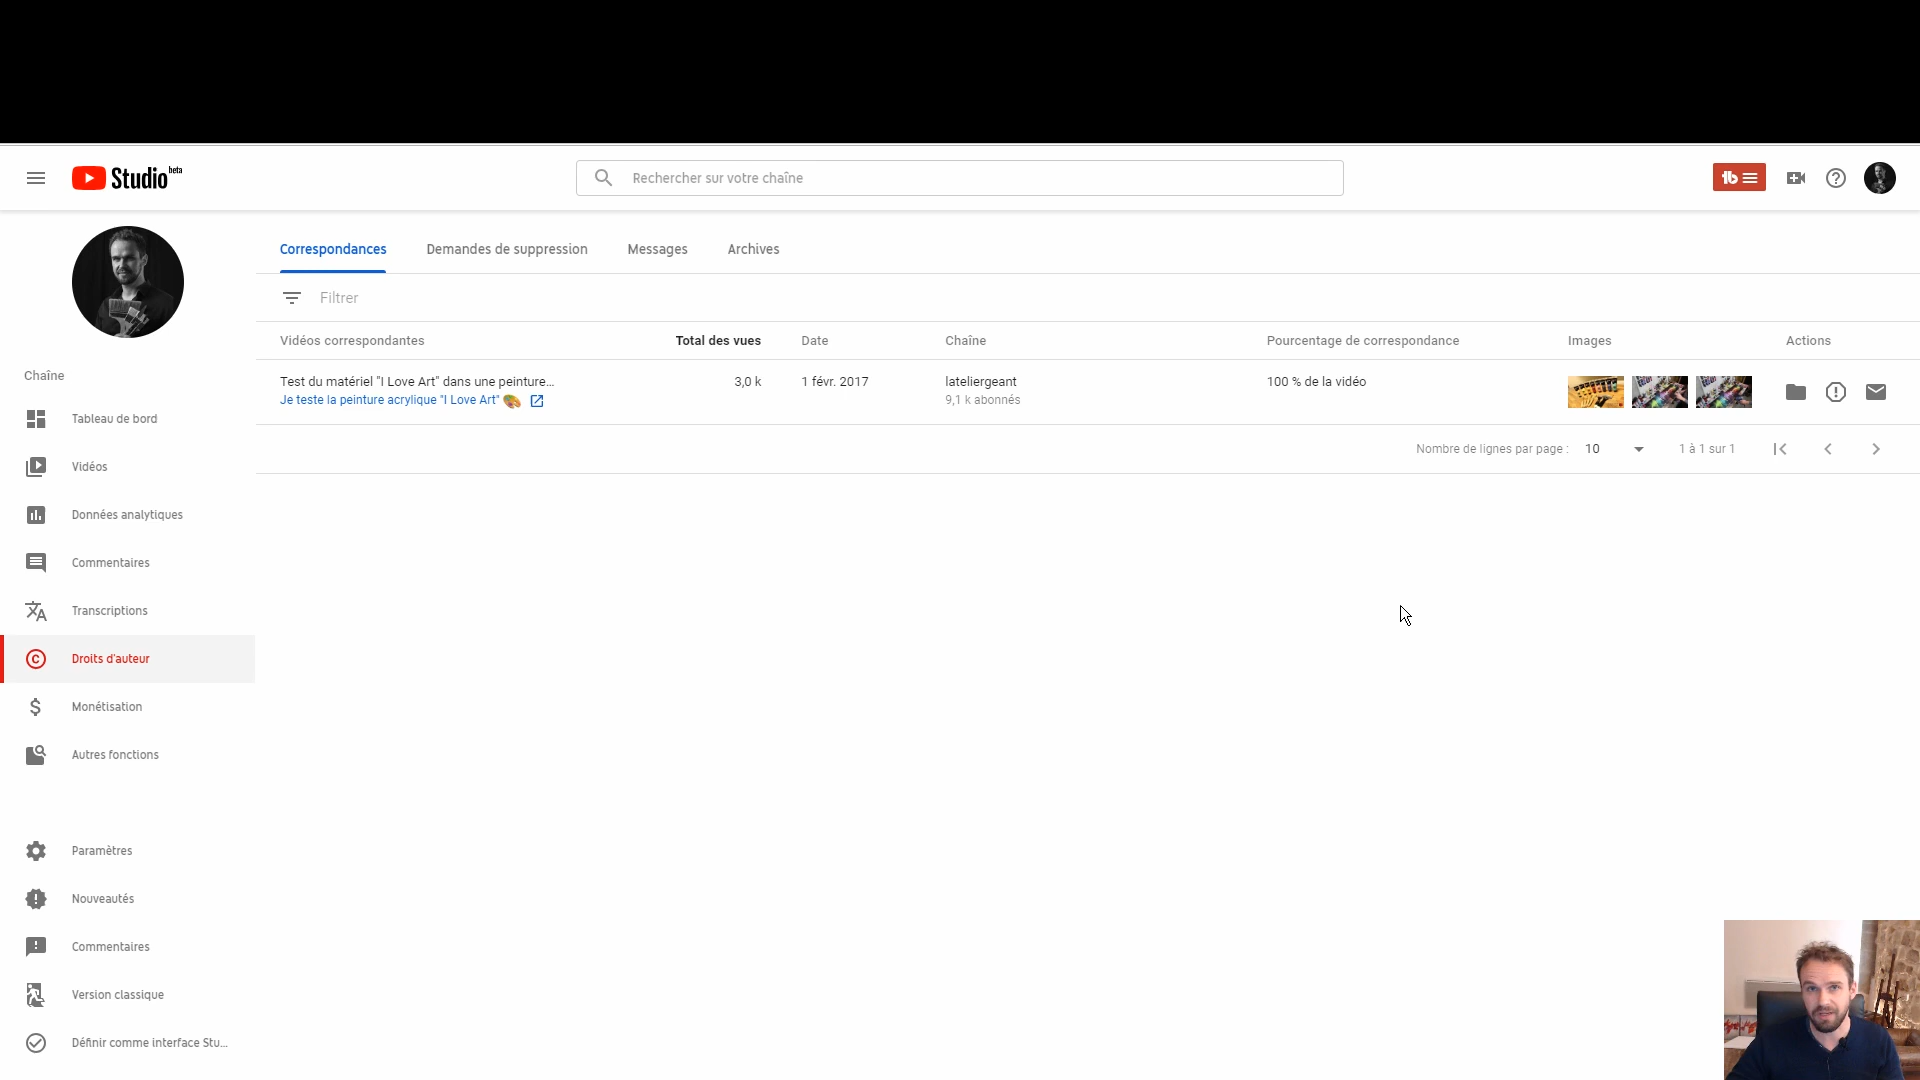 Studio beta
Rechercher sur votre chaîne
Correspondances
Demandes de suppression
Messages
Archives
Filtrer
Vidéos correspondantes
Total des vues
Date
Chaîne
Pourcentage de correspondance
Images
Actions
Test du matériel "I Love Art" dans une peinture...
3,0 k
1 févr. 2017
lateliergeant
100 % de la vidéo
Je teste la peinture acrylique "I Love Art"
9,1 k abonnés
Nombre de lignes par page :
10
1 à 1 sur 1
Chaîne
Tableau de bord
Vidéos
Données analytiques
Commentaires
Transcriptions
Droits d'auteur
Monétisation
Autres fonctions
Paramètres
Nouveautés
Commentaires
Version classique
Définir comme interface Stu...